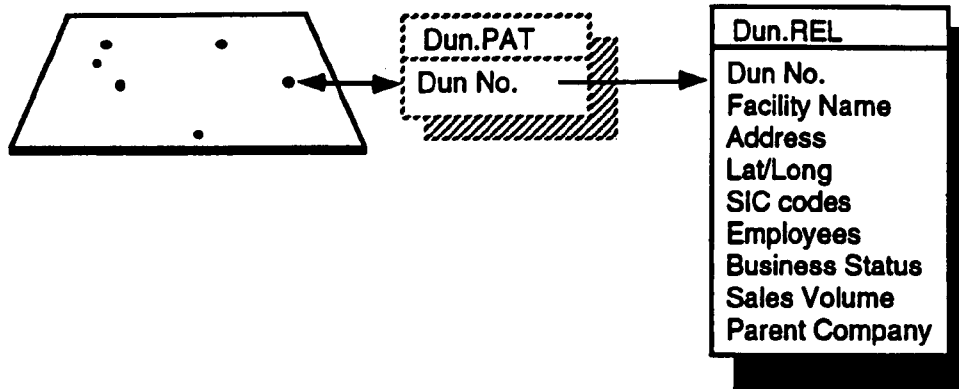 Dun.PAT
Dun No.
Dun.REL
Dun No.
Facility Name
Address
Lat/Long
SIC codes
Employees
Business Status
Sales Volume
Parent Company